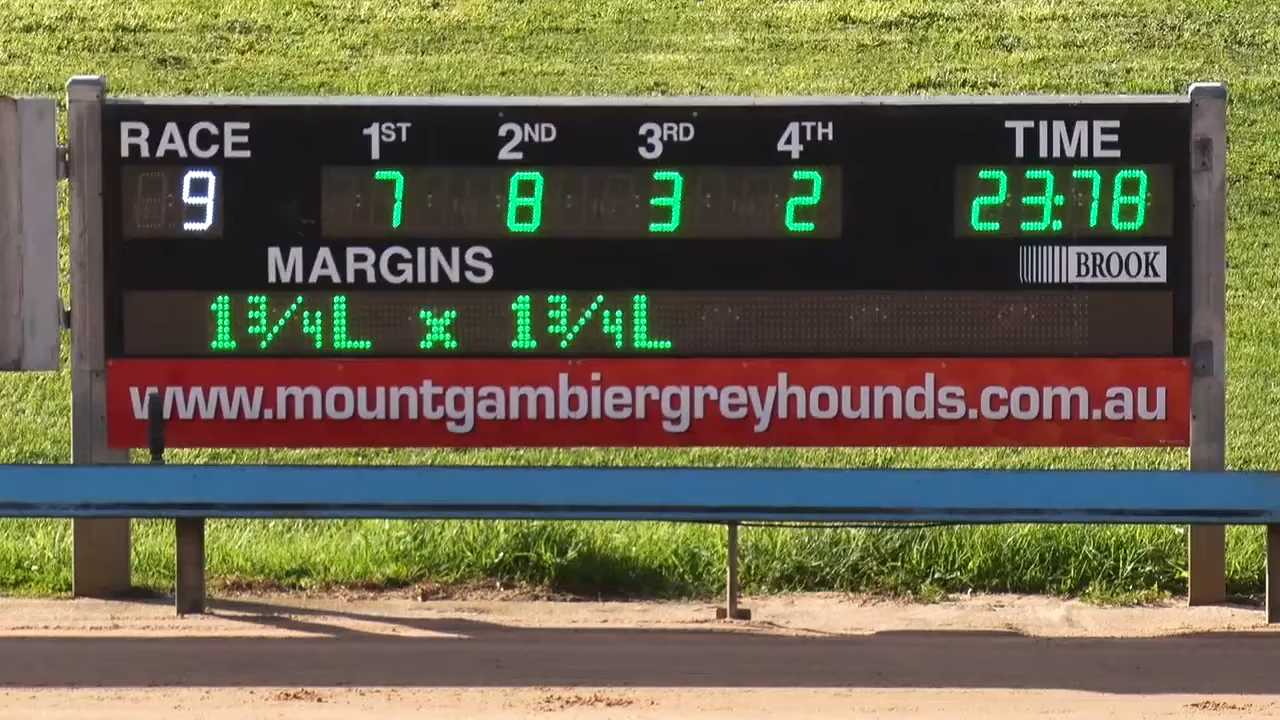 RACE 1ST 2ND 3RD 4TH TIME
9 7 8 3 2 23:78
MARGINS
BROOK
1¾L x 1¾L
www.mountgambiergreyhounds.com.au